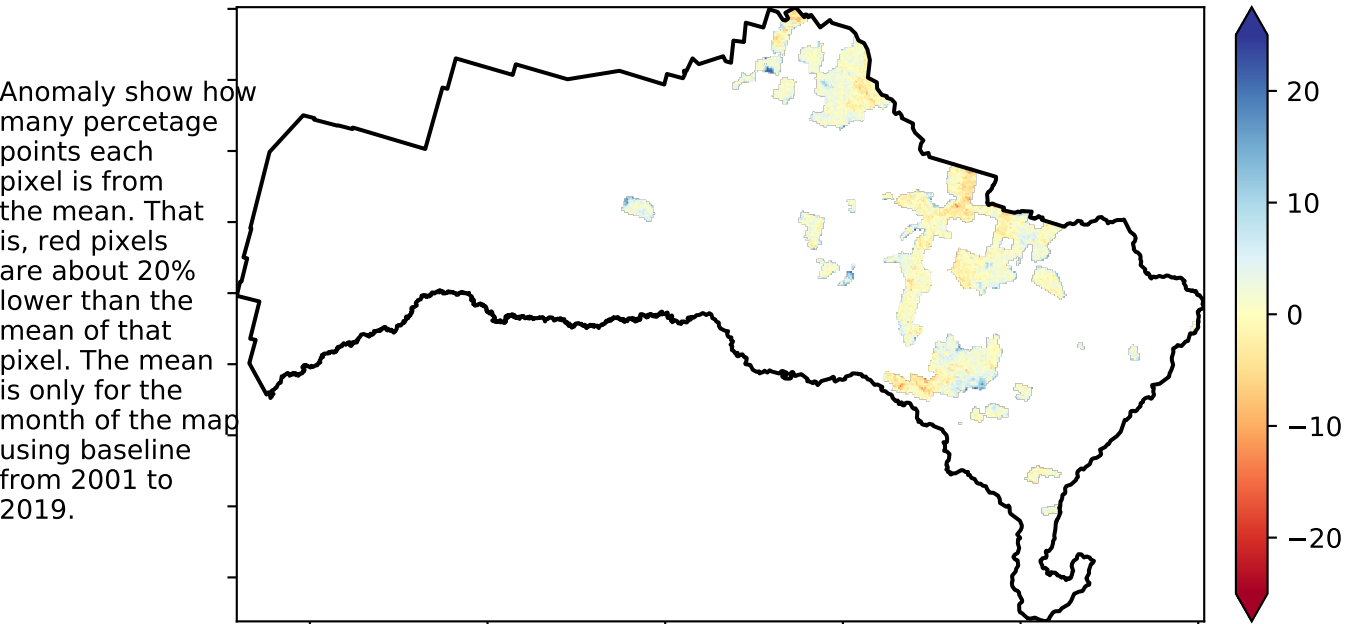 Anomaly show how
many percetage
points each
pixel is from
the mean. That
is, red pixels
are about 20%
lower than the
mean of that
pixel. The mean
is only for the
month of the map
using baseline
from 2001 to
2019.
20
10
0
−10
−20